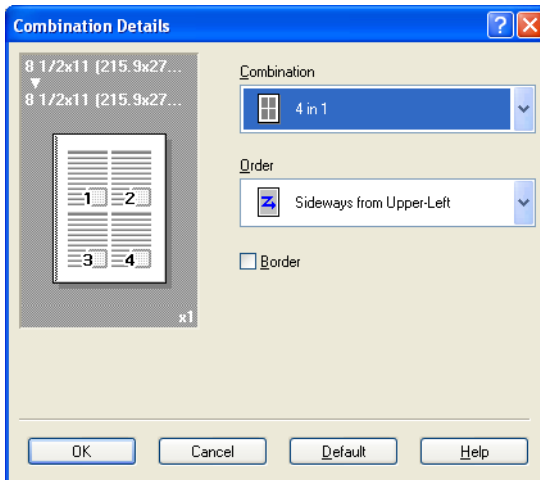 Combination Details
8 1/2x11 (215.9x27...
8 1/2x11 (215.9x27...
1 2
3 4
x1
Combination
4 in 1
Order
Sideways from Upper-Left
Border
OK Cancel Default Help